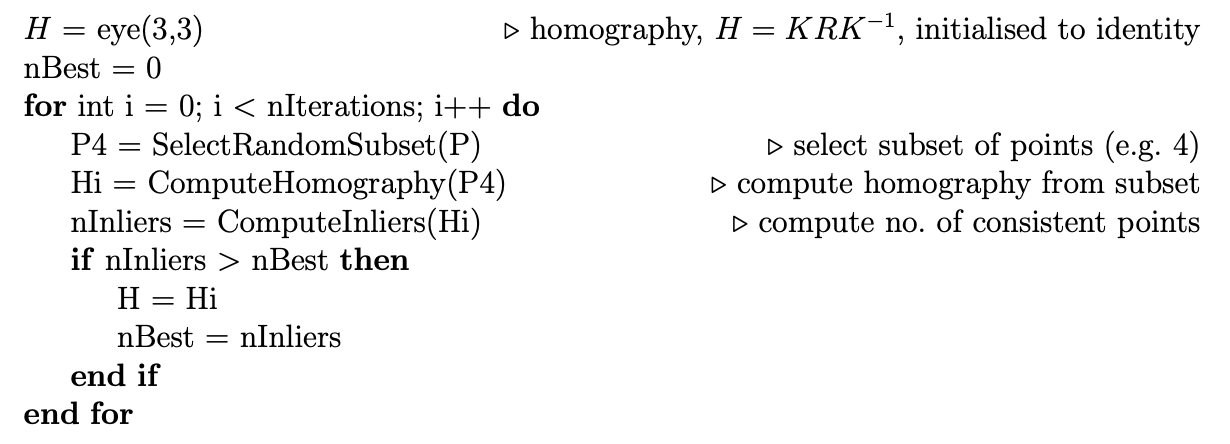 H = eye(3,3) ▷ homography, H = KRK⁻¹, initialised to identity
nBest = 0
for int i = 0; i < nIterations; i++ do
P4 = SelectRandomSubset(P) ▷ select subset of points (e.g. 4)
Hi = ComputeHomography(P4) ▷ compute homography from subset
nInliers = ComputeInliers(Hi) ▷ compute no. of consistent points
if nInliers > nBest then
H = Hi
nBest = nInliers
end if
end for